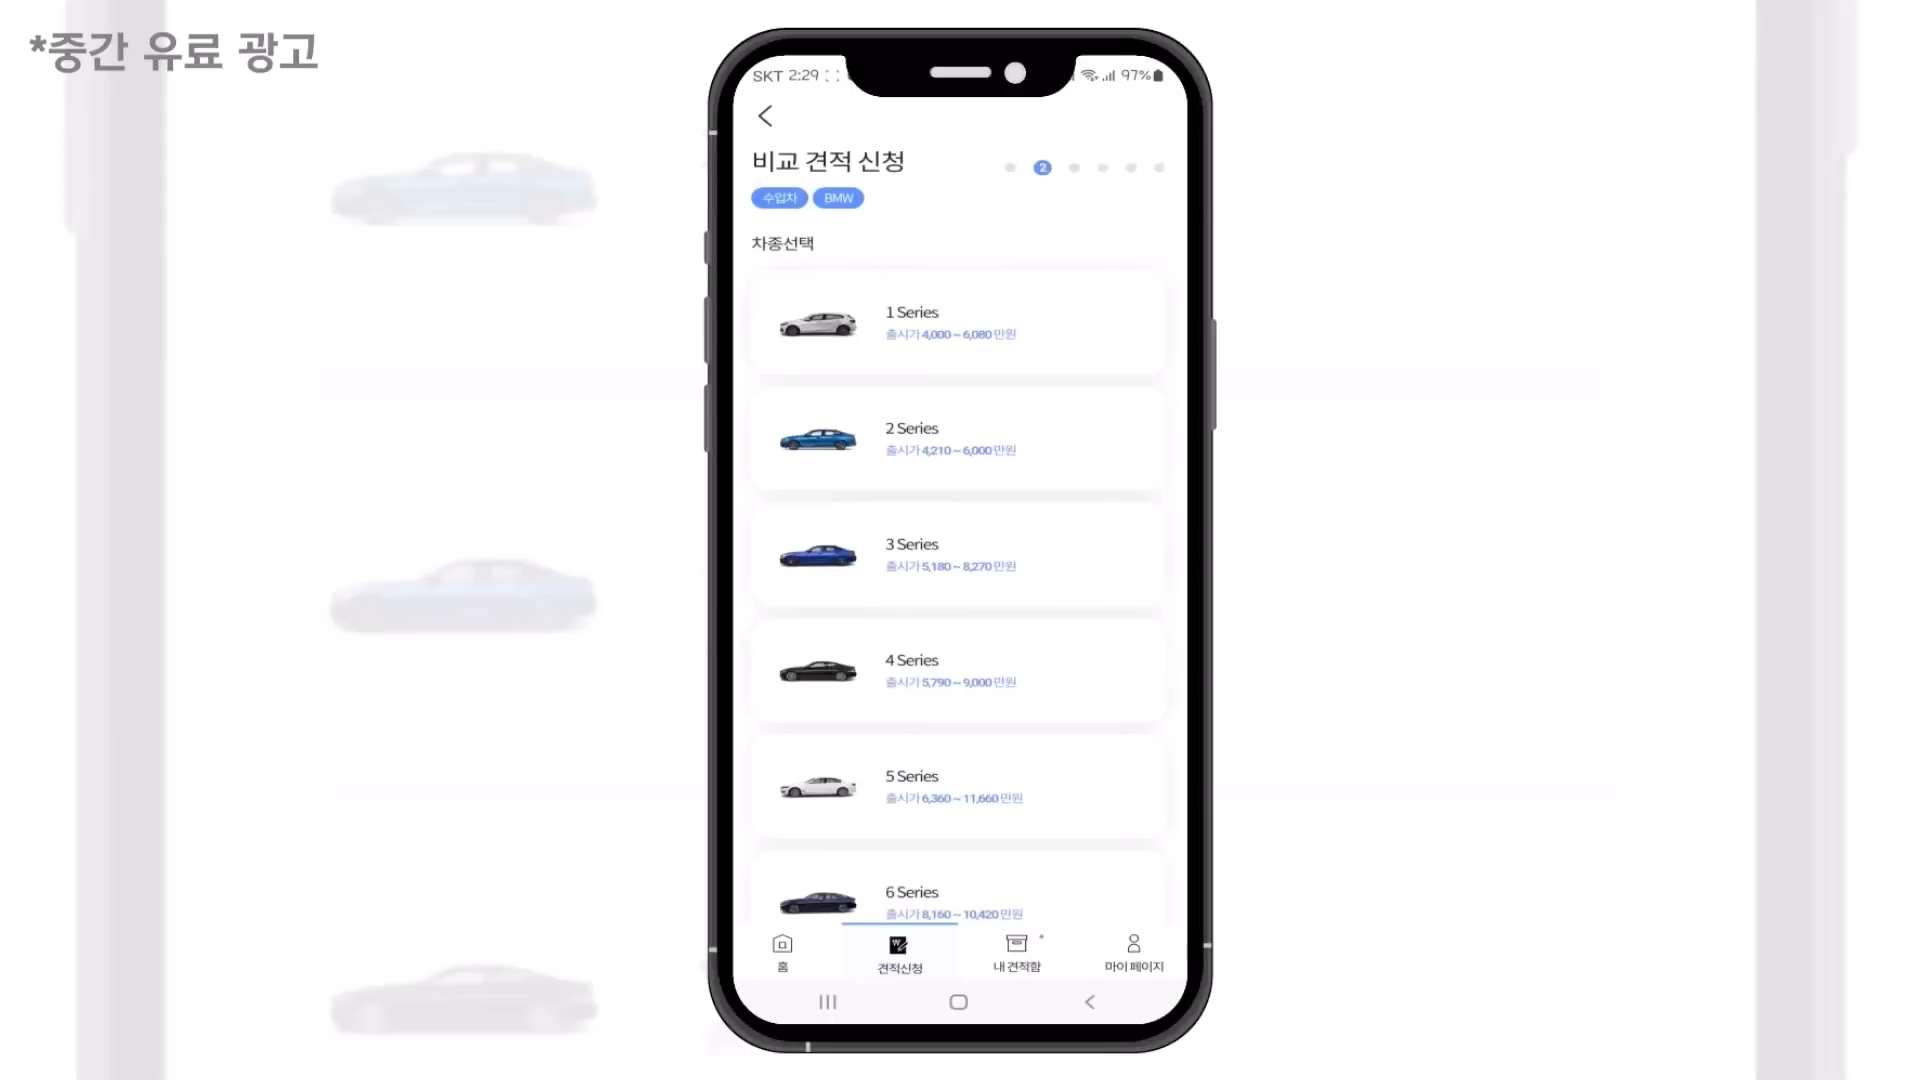 *중간 유료 광고
SKT 2:29 97%
비교 견적 신청
2
수입차 BMW
차종선택
1 Series
출시가 4,000 ~ 6,080 만원
2 Series
출시가 4,210 ~ 6,000 만원
3 Series
출시가 5,180 ~ 8,270 만원
4 Series
출시가 5,790 ~ 9,000 만원
5 Series
출시가 6,360 ~ 11,660 만원
6 Series
출시가 8,160 ~ 10,420 만원
홈 견적신청 내 견적함 마이 페이지